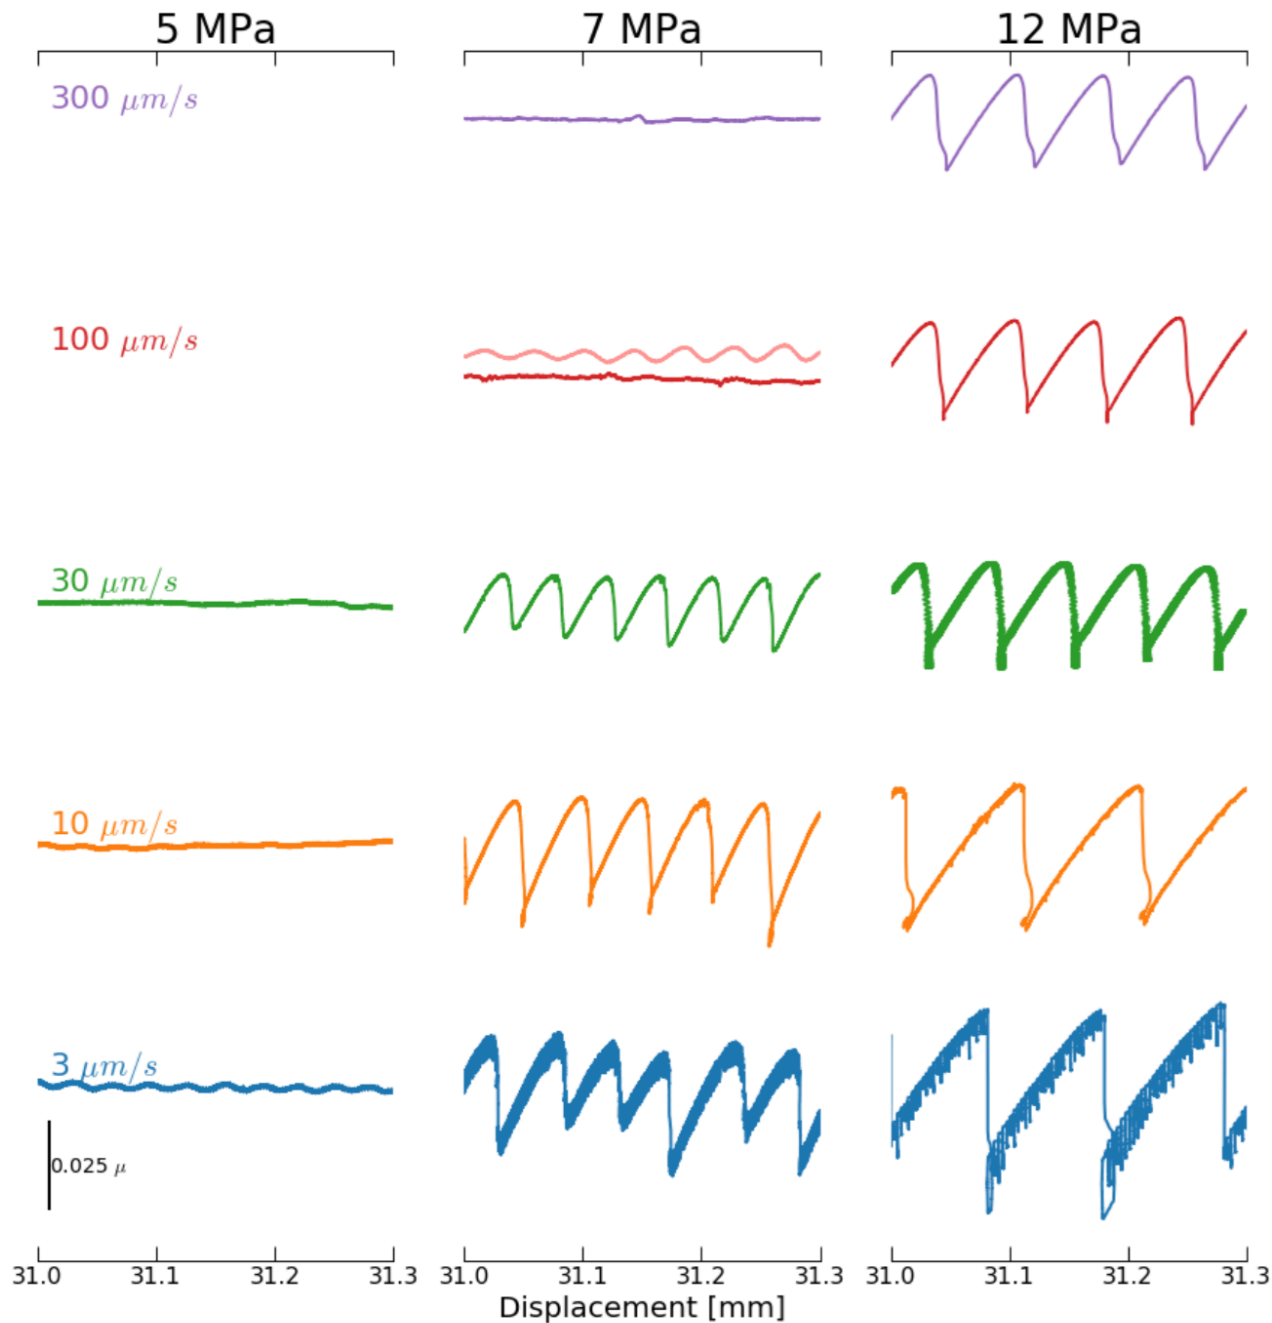 5 MPa 7 MPa 12 MPa
300 μm/s
100 μm/s
30 μm/s
10 μm/s
3 μm/s
0.025 μ
31.0 31.1 31.2 31.3 31.0 31.1 31.2 31.3 31.0 31.1 31.2 31.3
Displacement [mm]